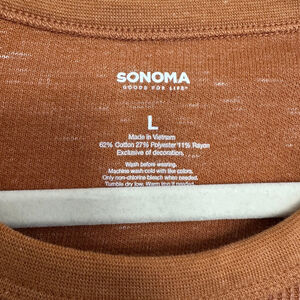 SONOMA
GOODS FOR LIFE®
L
Made in Vietnam
62% Cotton 27% Polyester 11% Rayon
Exclusive of decoration.
Wash before wearing.
Machine wash cold with like colors.
Only non-chlorine bleach when needed.
Tumble dry low. Warm iron if needed.